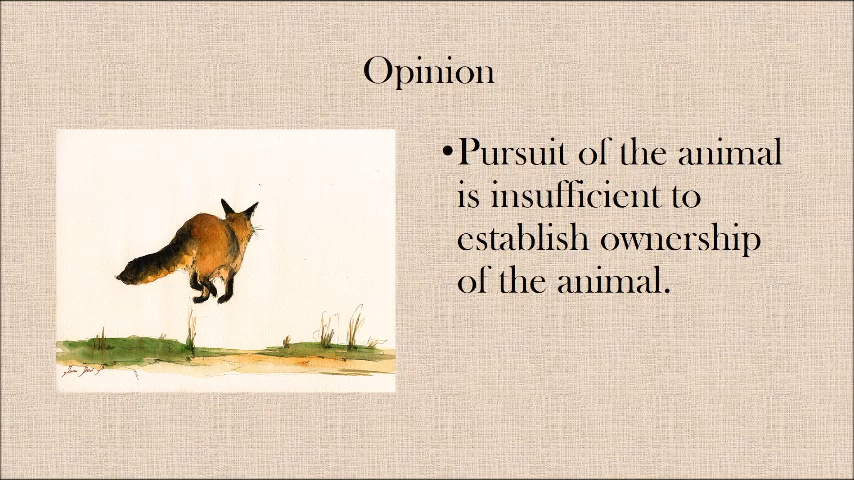 Opinion
•Pursuit of the animal
is insufficient to
establish ownership
of the animal.